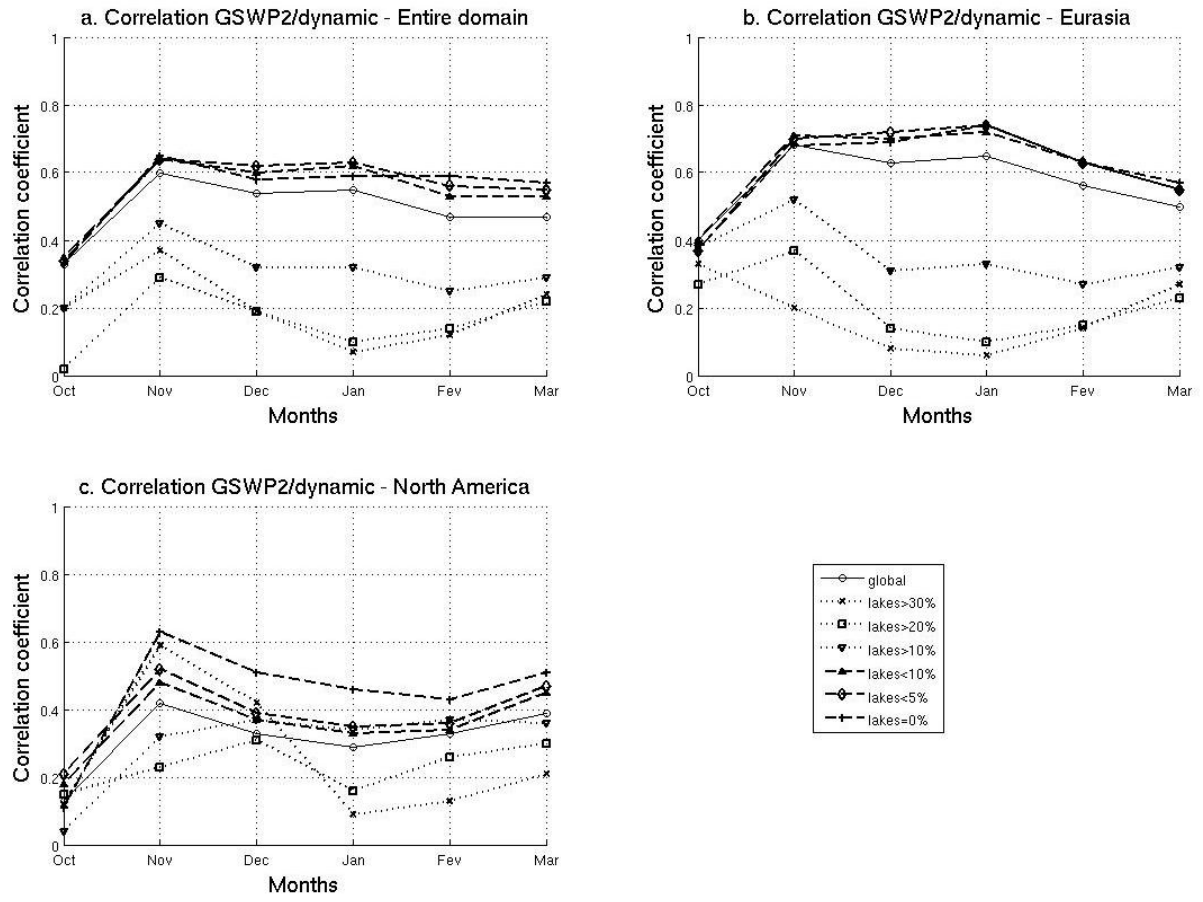 a. Correlation GSWP2/dynamic - Entire domain
1
0.8
0.6
0.4
0.2
0
Correlation coefficient
Oct Nov Dec Jan Fev Mar
Months
b. Correlation GSWP2/dynamic - Eurasia
1
0.8
0.6
0.4
0.2
0
Correlation coefficient
Oct Nov Dec Jan Fev Mar
Months
c. Correlation GSWP2/dynamic - North America
1
0.8
0.6
0.4
0.2
0
Correlation coefficient
Oct Nov Dec Jan Fev Mar
Months
global
lakes>30%
lakes>20%
lakes>10%
lakes<10%
lakes<5%
lakes=0%